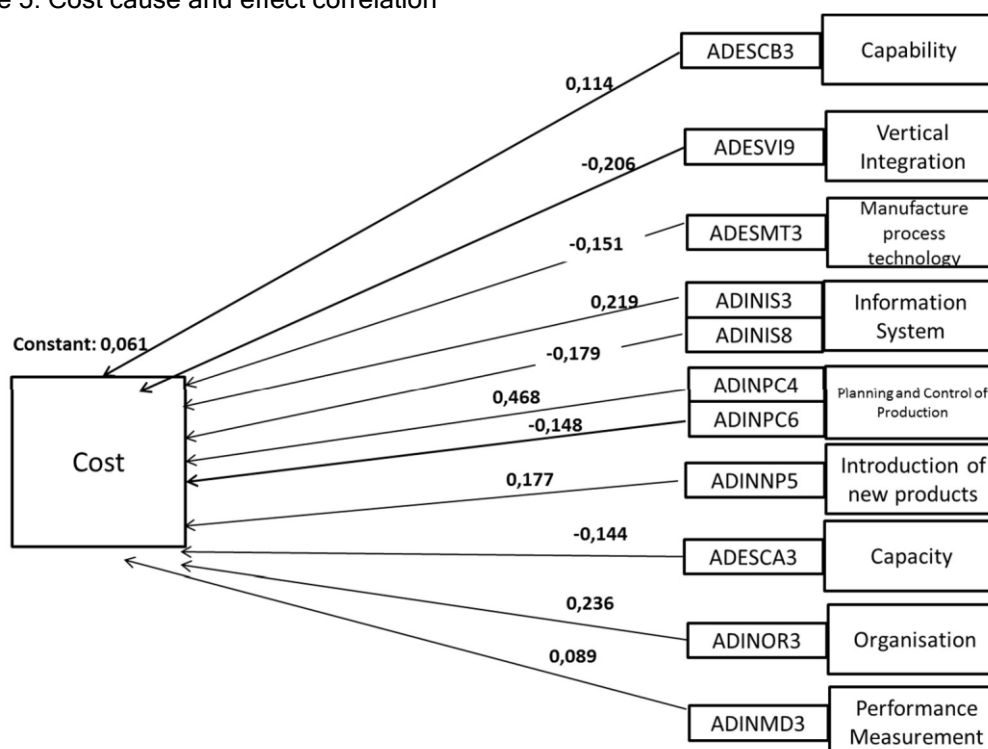 5: Cost cause and effect correlation
ADESCB3
Capability
0,114
ADESVI9
Vertical
Integration
-0,206
ADESMT3
Manufacture
process
technology
-0,151
ADINIS3
Information
System
0,219
ADINIS8
-0,179
Constant: 0,061
Cost
ADINPC4
Planning and Control of
Production
0,468
ADINPC6
-0,148
ADINNP5
Introduction of
new products
0,177
ADESCA3
Capacity
-0,144
ADINOR3
Organisation
0,236
ADINMD3
Performance
Measurement
0,089